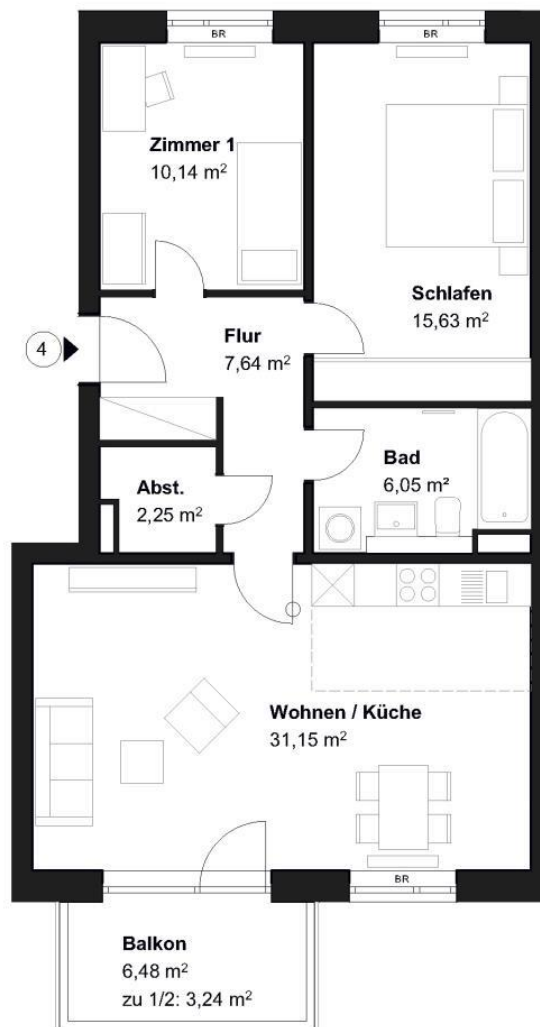 BR
BR
Zimmer 1
10,14 m²
Schlafen
15,63 m²
4
Flur
7,64 m²
Bad
6,05 m²
Abst.
2,25 m²
Wohnen / Küche
31,15 m²
BR
Balkon
6,48 m²
zu 1/2: 3,24 m²